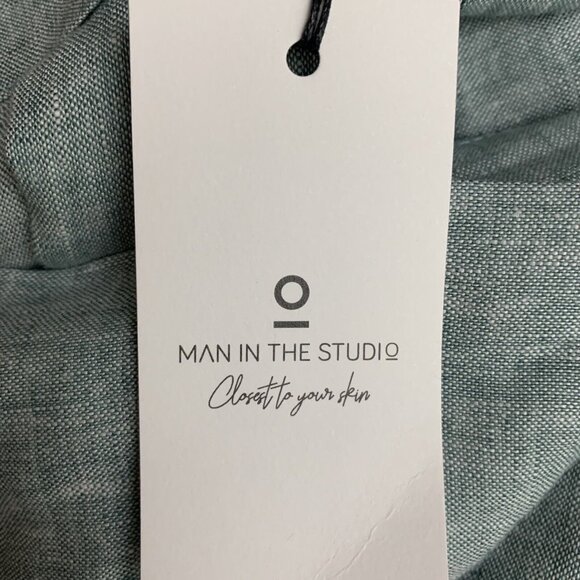 MAN IN THE STUDIO
Closest to your skin